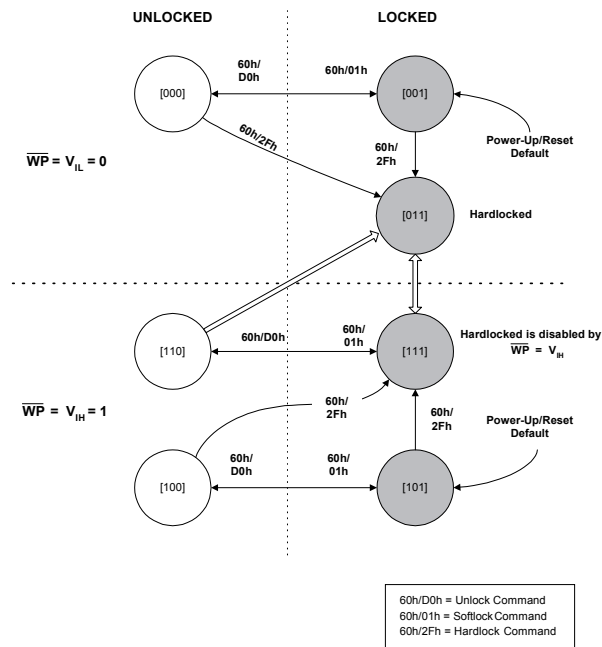 UNLOCKED
LOCKED
60h/
D0h
60h/01h
[000]
[001]
60h/2Fh
60h/
2Fh
Power-Up/Reset
Default
WP = VIL = 0
[011]
Hardlocked
[110]
60h/D0h
60h/
01h
[111]
Hardlocked is disabled by
WP = VIH
WP = VIH = 1
60h/
2Fh
60h/
2Fh
Power-Up/Reset
Default
[100]
60h/
D0h
60h/
01h
[101]
60h/D0h = Unlock Command
60h/01h = Softlock Command
60h/2Fh = Hardlock Command